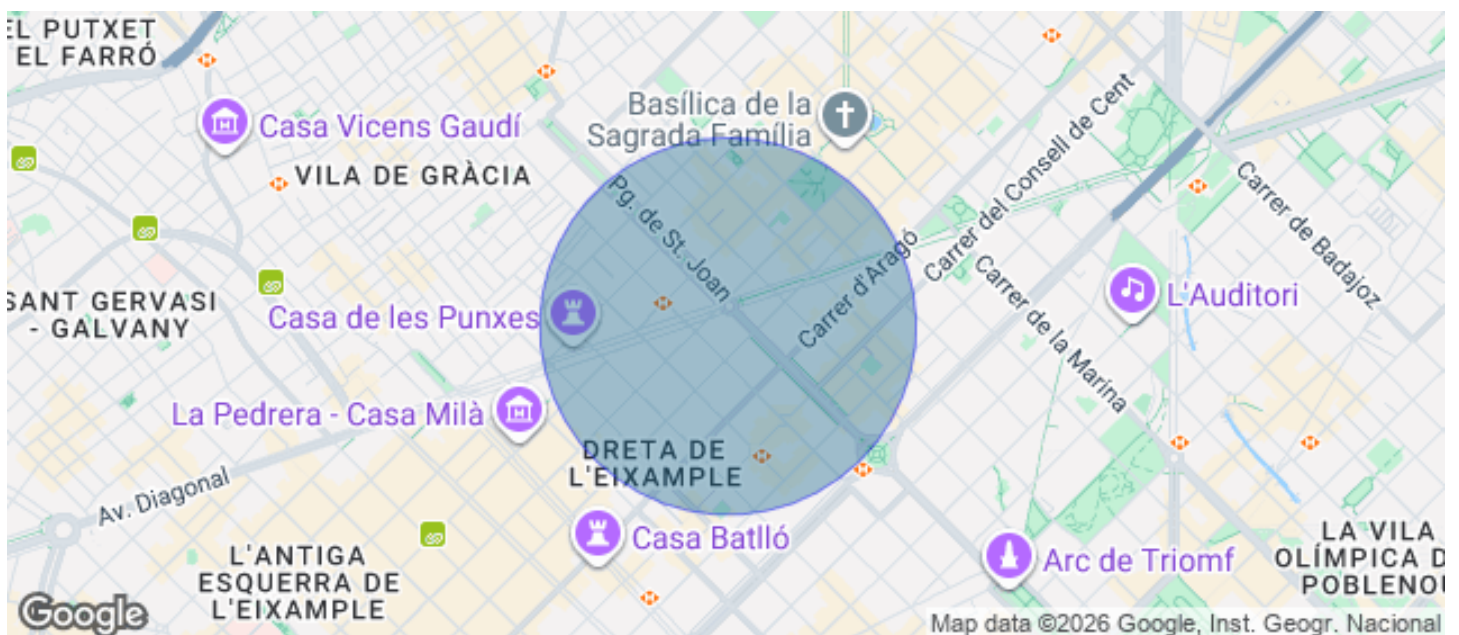 EL PUTXET
EL FARRÓ
Casa Vicens Gaudí
VILA DE GRÀCIA
Basílica de la
Sagrada Família
Pg. de St. Joan
Carrer del Consell de Cent
Carrer d'Aragó
Carrer de la Marina
Carrer de Badajoz
L'Auditori
SANT GERVASI
- GALVANY
Casa de les Punxes
La Pedrera - Casa Milà
DRETA DE
L'EIXAMPLE
Av. Diagonal
Casa Batlló
L'ANTIGA
ESQUERRA DE
L'EIXAMPLE
Arc de Triomf
LA VILA
OLÍMPICA D
POBLENOU
Google
Map data ©2026 Google, Inst. Geogr. Nacional